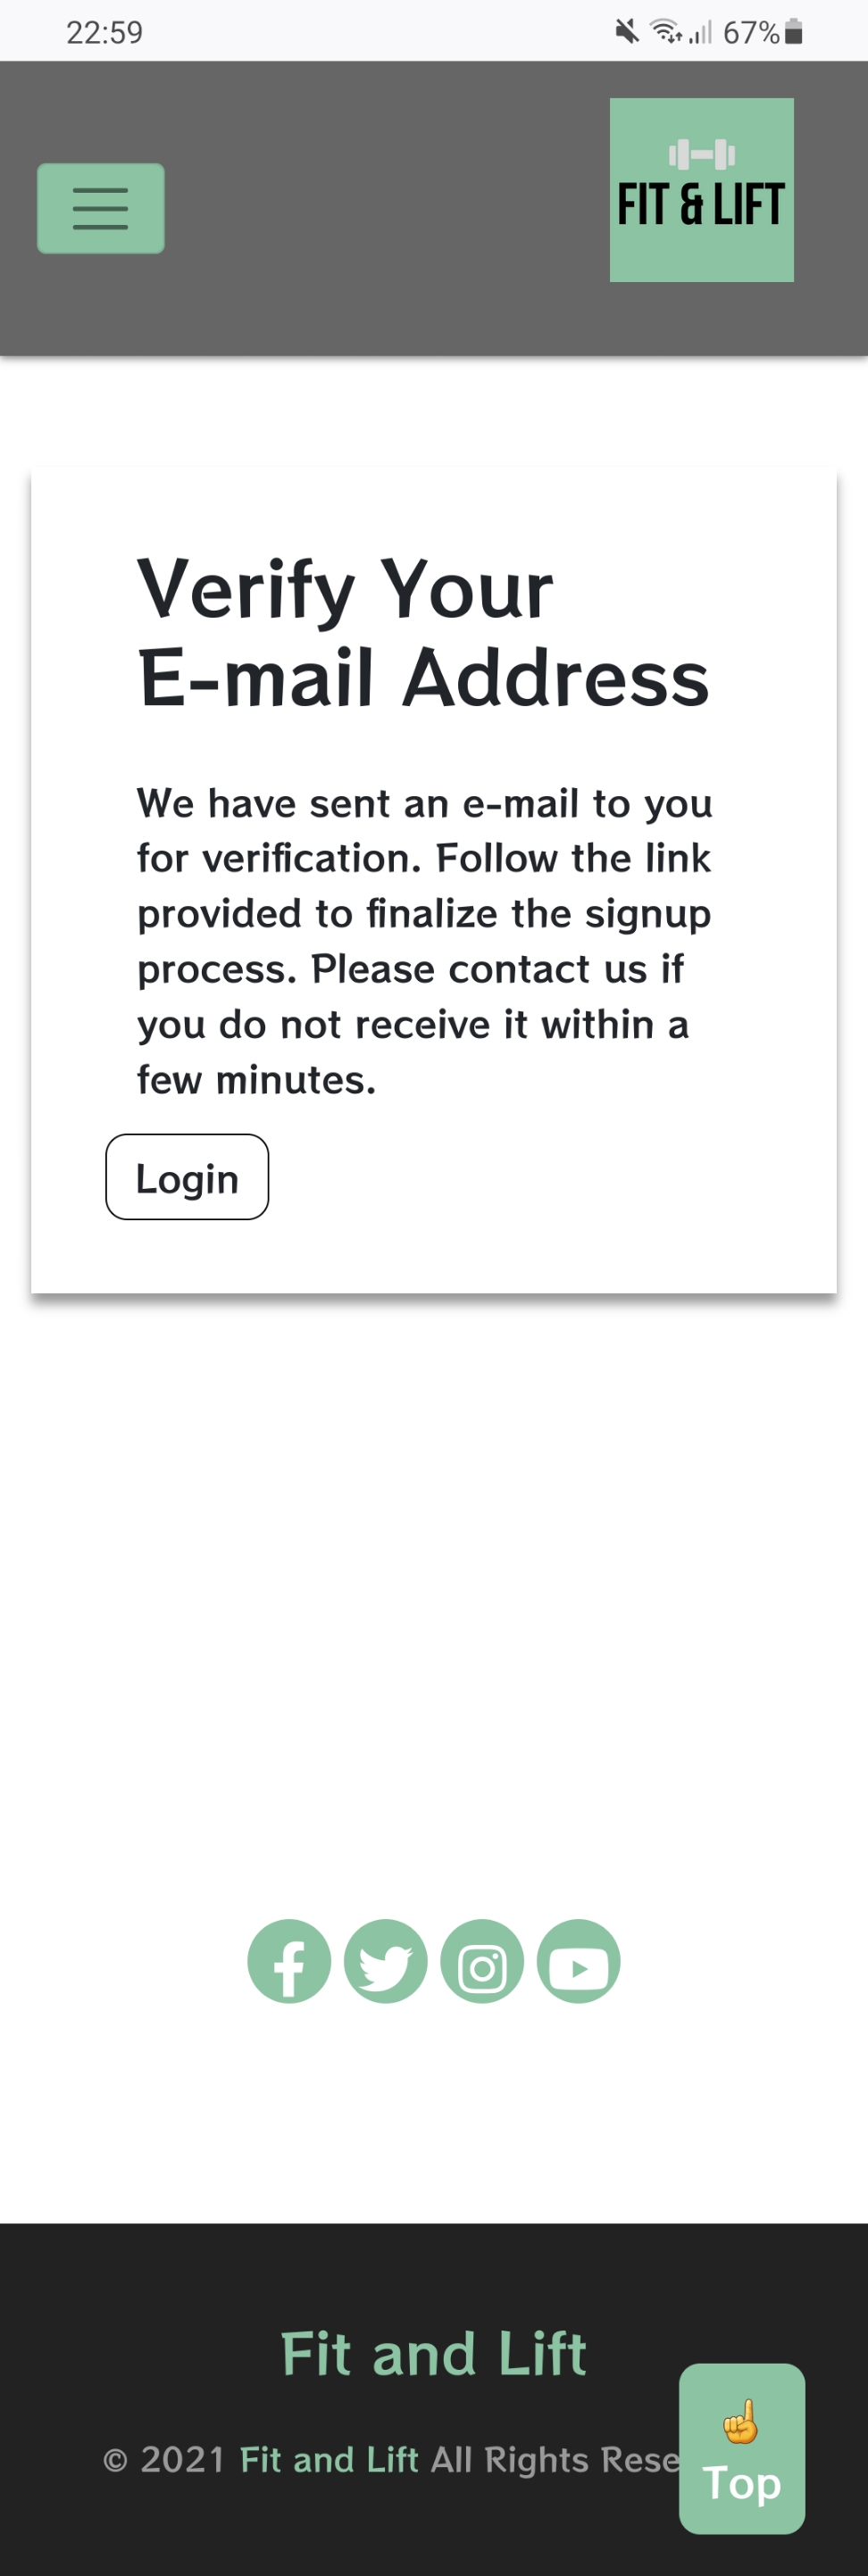 22:59
67%
FIT & LIFT
Verify Your
E-mail Address
We have sent an e-mail to you
for verification. Follow the link
provided to finalize the signup
process. Please contact us if
you do not receive it within a
few minutes.
Login
Fit and Lift
© 2021 Fit and Lift All Rights Rese
Top